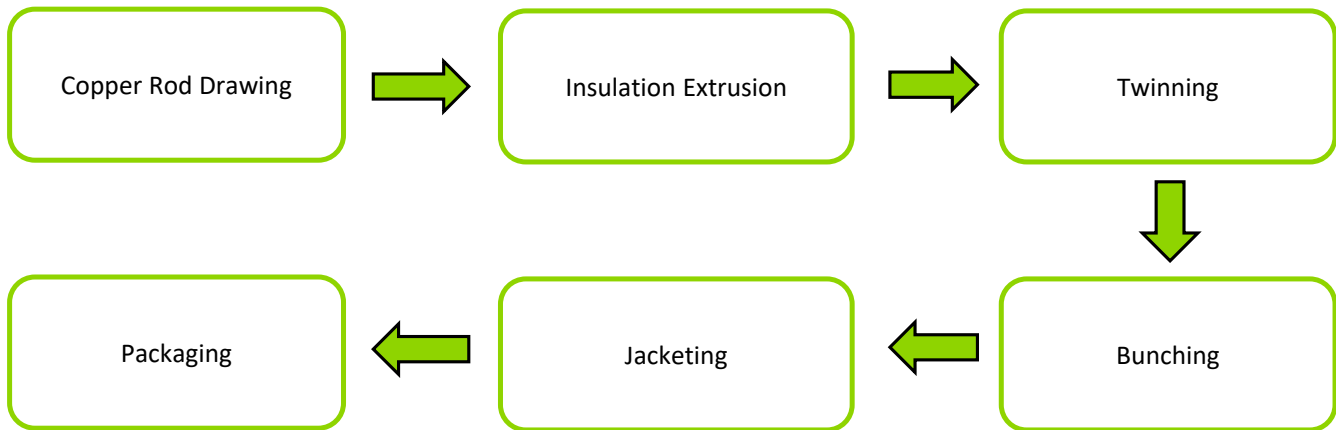 Copper Rod Drawing
Insulation Extrusion
Twinning
Bunching
Jacketing
Packaging